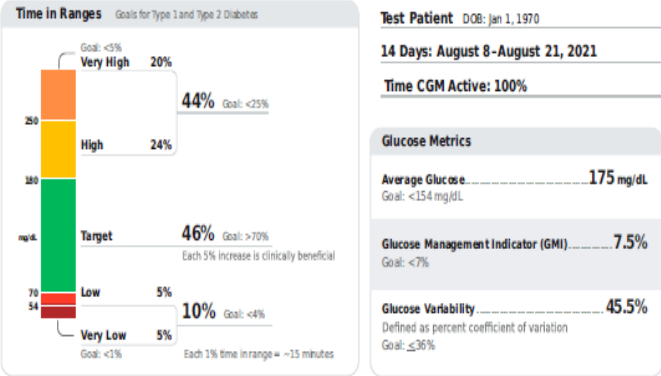 Time in Ranges Goals for Type 1 and Type 2 Diabetes
Goal: <5%
Very High 20%
44% Goal: <25%
250
High 24%
180
mg/dL
Target 46% Goal: >70%
Each 5% increase is clinically beneficial
70
Low 5%
54
10% Goal: <4%
Very Low 5%
Goal: <1% Each 1% time in range = ~15 minutes
Test Patient DOB: Jan 1, 1970
14 Days: August 8–August 21, 2021
Time CGM Active: 100%
Glucose Metrics
Average Glucose 175 mg/dL
Goal: <154 mg/dL
Glucose Management Indicator (GMI) 7.5%
Goal: <7%
Glucose Variability 45.5%
Defined as percent coefficient of variation
Goal: ≤36%